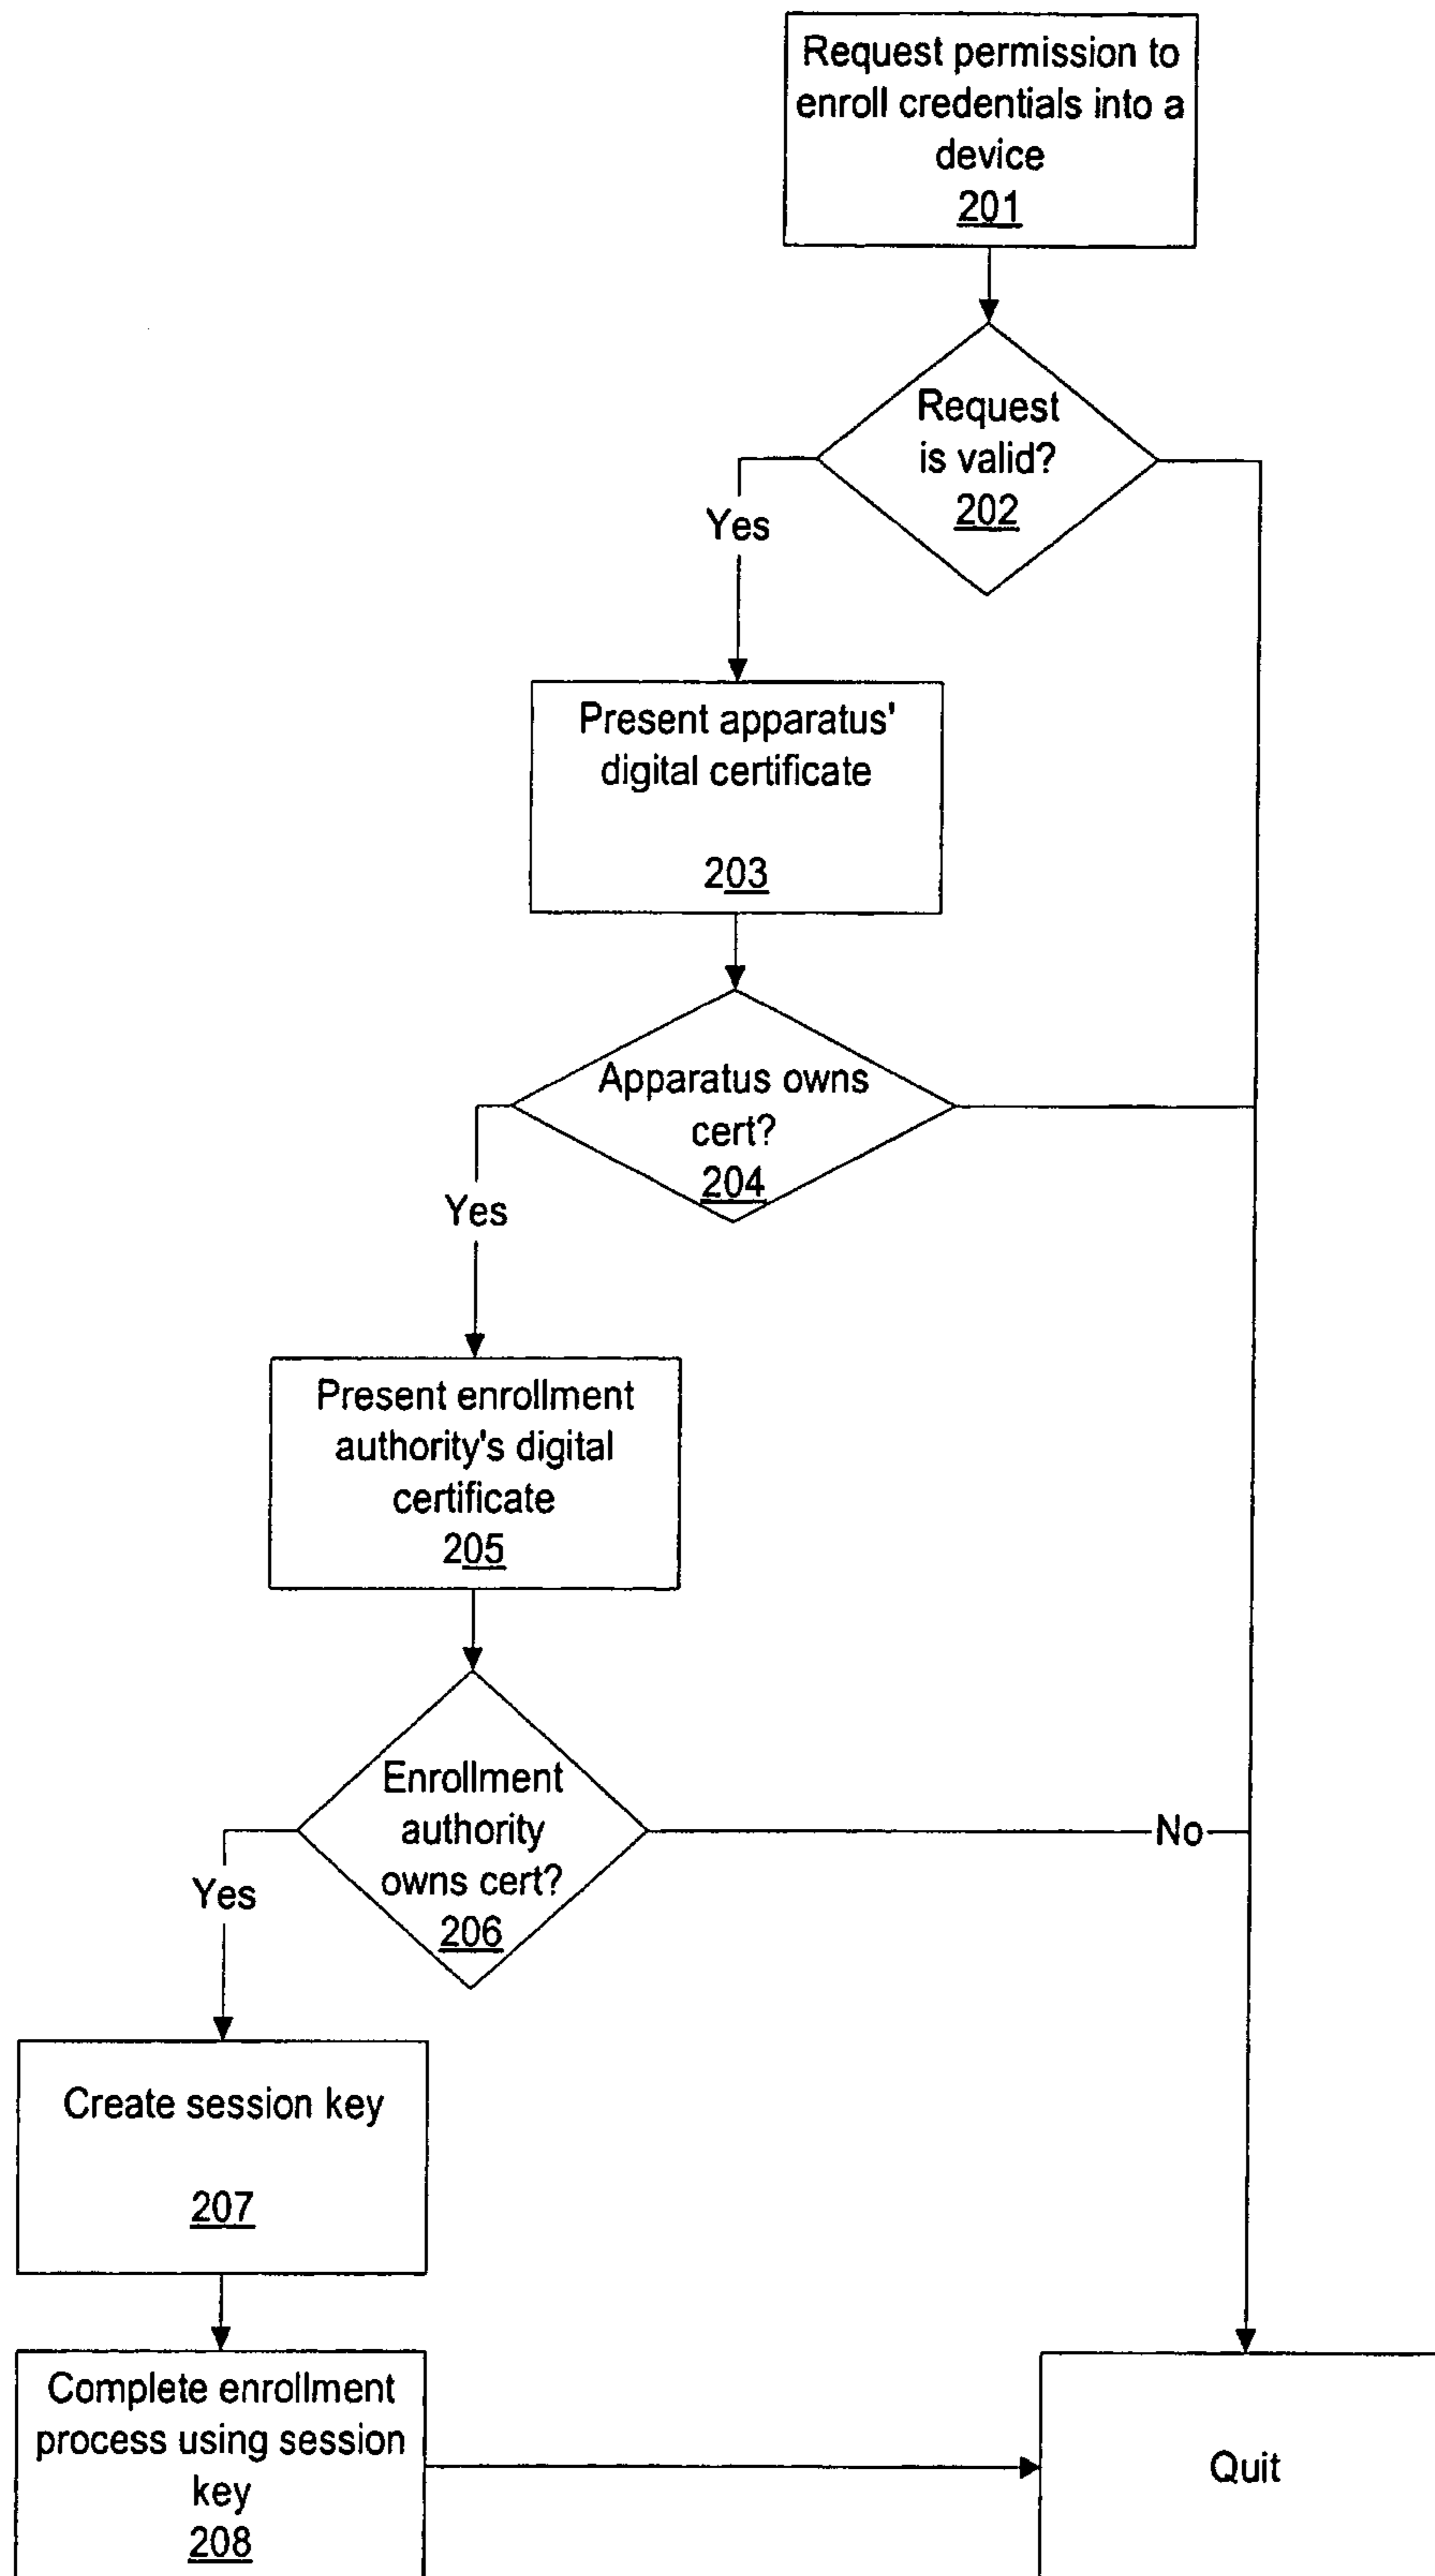 Request permission to
enroll credentials into a
device
201
Request
is valid?
202
Yes
Present apparatus'
digital certificate
203
Apparatus owns
cert?
204
Yes
Present enrollment
authority's digital
certificate
205
Enrollment
authority
owns cert?
206
No
Yes
Create session key
207
Complete enrollment
process using session
key
208
Quit